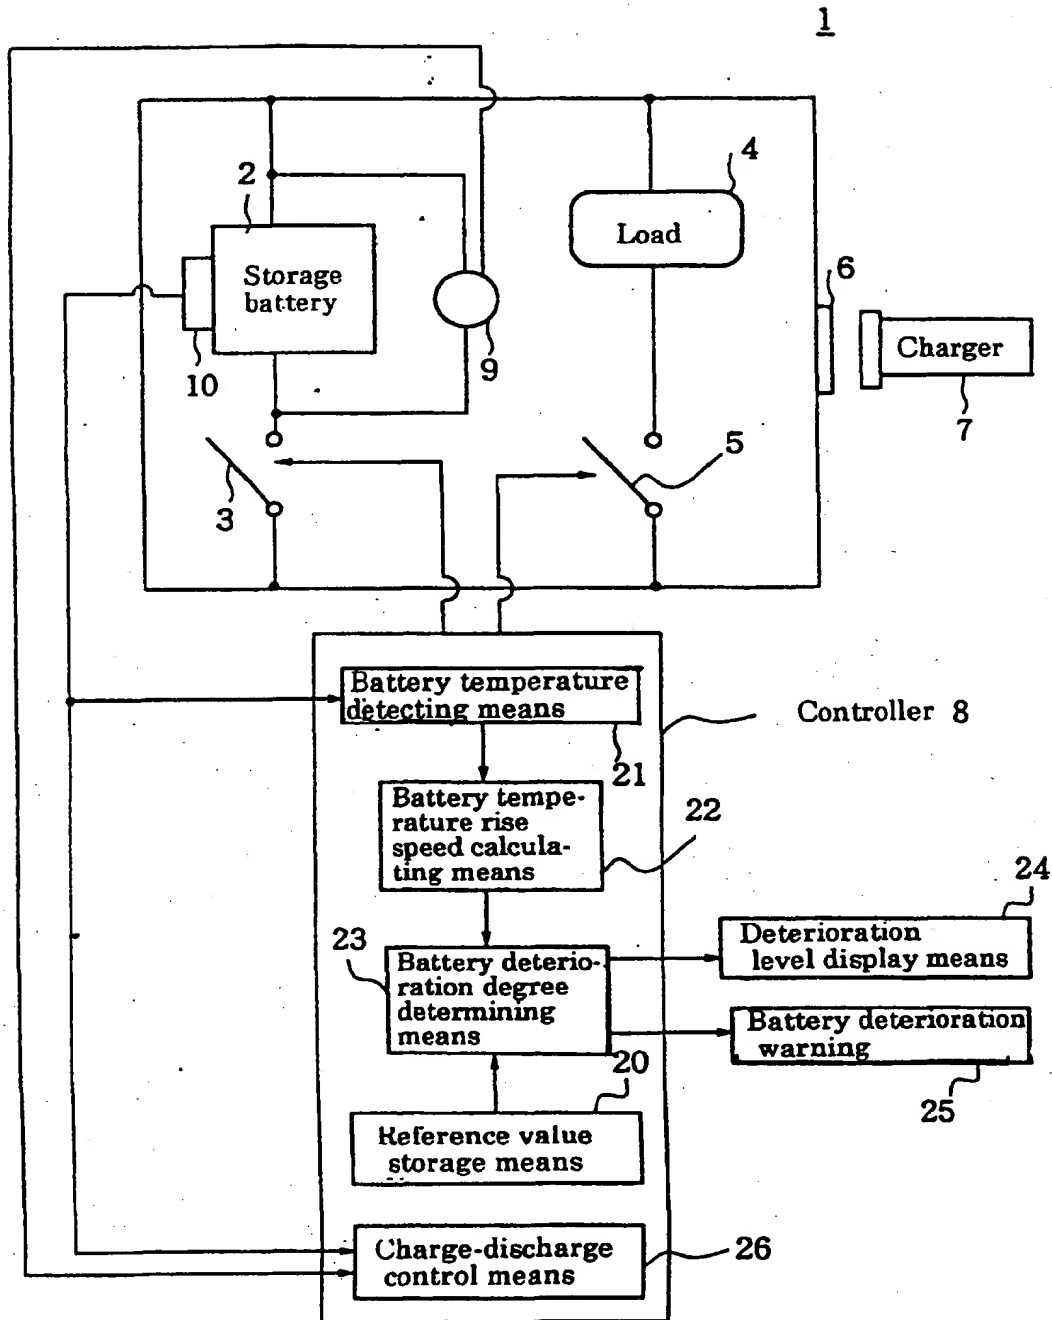 1
2
4
Load
6
Storage
battery
Charger
10
9
7
5
3
Battery temperature
detecting means
Controller 8
21
Battery tempe-
rature rise
speed calcula-
ting means
22
24
23
Deterioration
level display means
Battery deterio-
ration degree
determining
means
Battery deterioration
warning
20
25
Reference value
storage means
Charge-discharge
control means
26